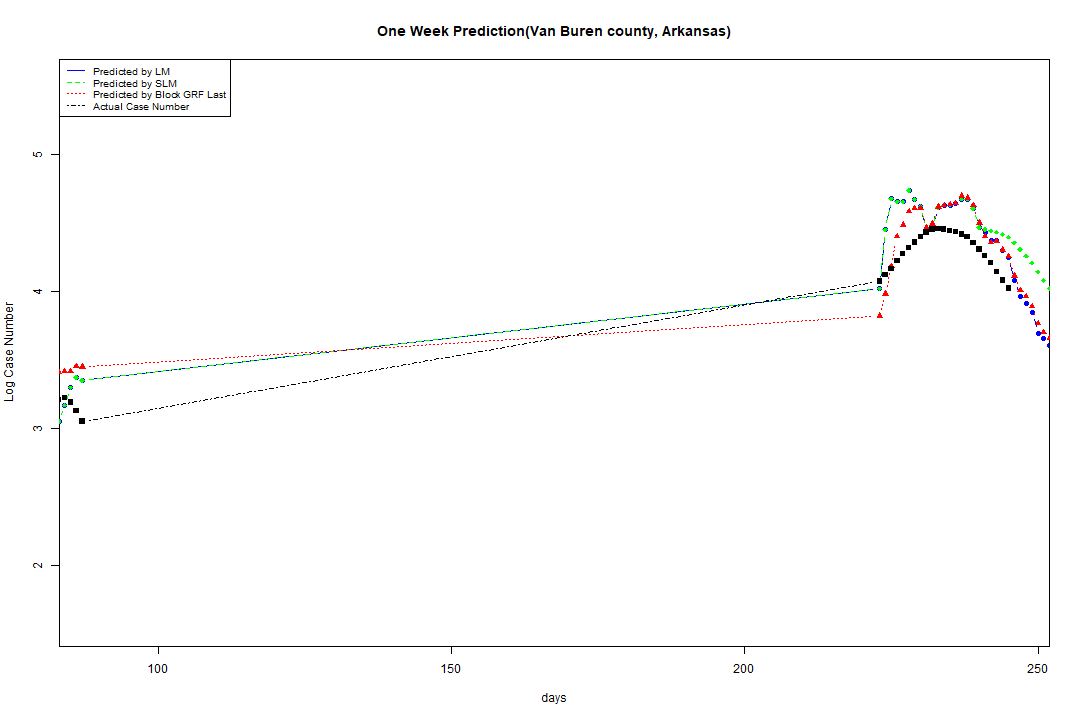 One Week Prediction(Van Buren county, Arkansas)
Predicted by LM
Predicted by SLM
Predicted by Block GRF Last
Actual Case Number
5
4
3
2
Log Case Number
100 150 200 250
days